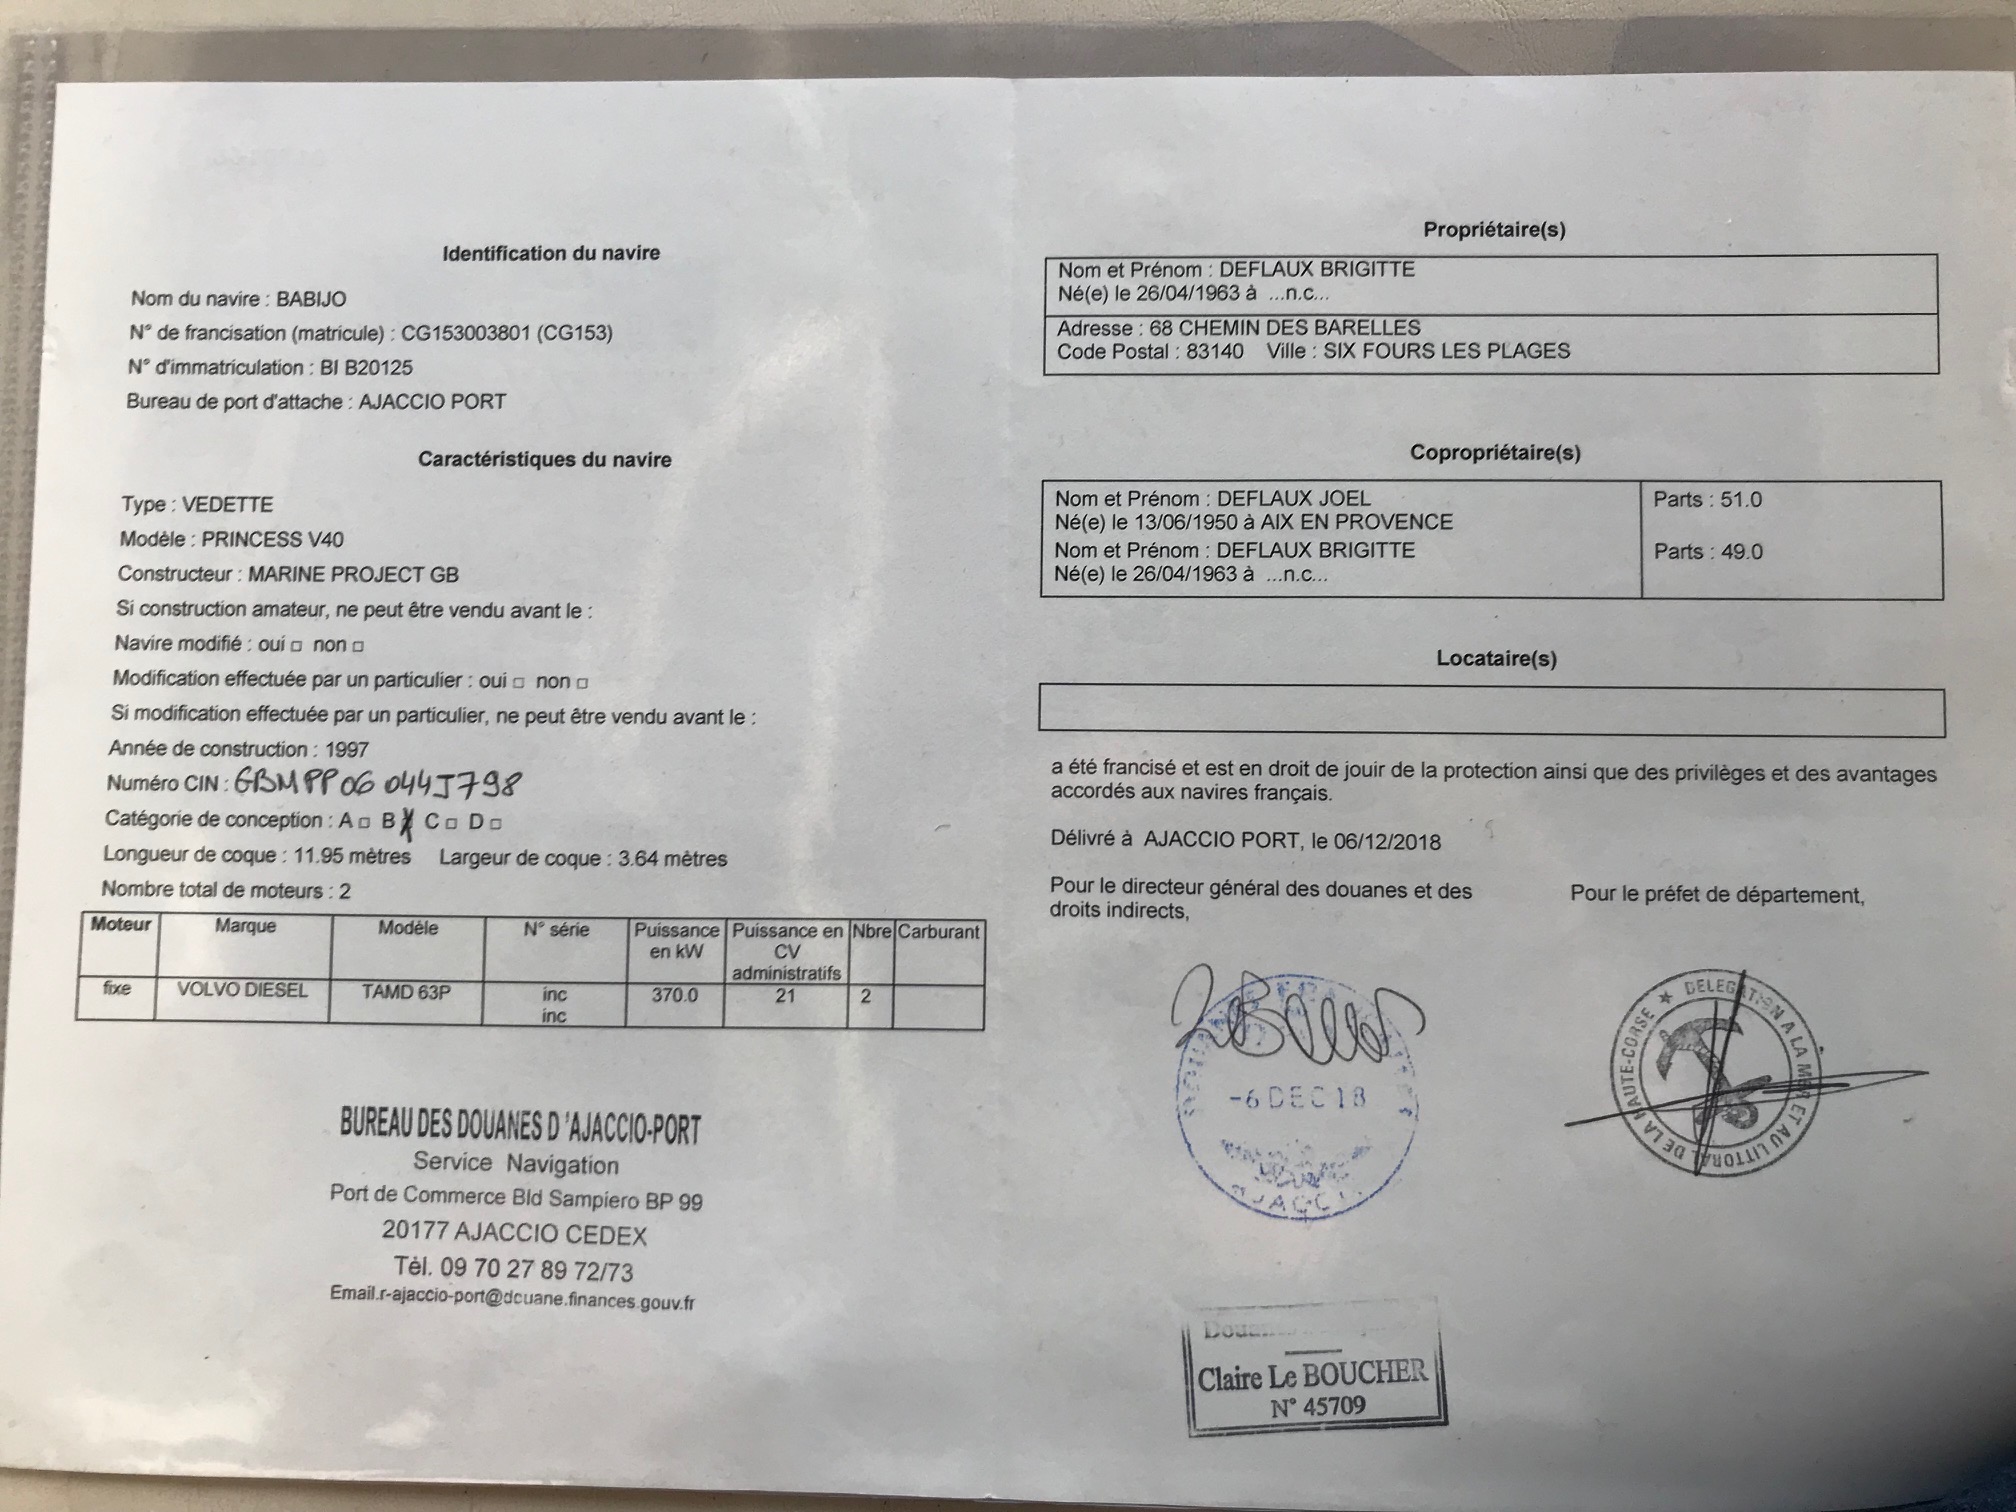 Identification du navire
Nom du navire : BABIJO
N° de francisation (matricule) : CG153003801 (CG153)
N° d'immatriculation : BI B20125
Bureau de port d'attache : AJACCIO PORT
Caractéristiques du navire
Type : VEDETTE
Modèle : PRINCESS V40
Constructeur : MARINE PROJECT GB
Si construction amateur, ne peut être vendu avant le :
Navire modifié : oui □ non □
Modification effectuée par un particulier : oui □ non □
Si modification effectuée par un particulier, ne peut être vendu avant le :
Année de construction : 1997
Numéro CIN : GBMPP06044J798
Catégorie de conception : A □ B X C □ D □
Longueur de coque : 11.95 mètres Largeur de coque : 3.64 mètres
Nombre total de moteurs : 2
Moteur Marque Modèle N° série Puissance en kW Puissance en CV administratifs Nbre Carburant
fixe VOLVO DIESEL TAMD 63P inc 370.0 21 2
inc
BUREAU DES DOUANES D'AJACCIO-PORT
Service Navigation
Port de Commerce Bld Sampiero BP 99
20177 AJACCIO CEDEX
Tél. 09 70 27 89 72/73
Email.r-ajaccio-port@douane.finances.gouv.fr
Propriétaire(s)
Nom et Prénom : DEFLAUX BRIGITTE
Né(e) le 26/04/1963 à ...n.c...
Adresse : 68 CHEMIN DES BARELLES
Code Postal : 83140 Ville : SIX FOURS LES PLAGES
Copropriétaire(s)
Nom et Prénom : DEFLAUX JOEL Parts : 51.0
Né(e) le 13/06/1950 à AIX EN PROVENCE
Nom et Prénom : DEFLAUX BRIGITTE Parts : 49.0
Né(e) le 26/04/1963 à ...n.c...
Locataire(s)
a été francisé et est en droit de jouir de la protection ainsi que des privilèges et des avantages
accordés aux navires français.
Délivré à AJACCIO PORT, le 06/12/2018
Pour le directeur général des douanes et des
droits indirects,
Pour le préfet de département,
-6 DEC 18
DELEGATION A LA MER ET AU LITTORAL DE LA HAUTE-CORSE ★
Claire Le BOUCHER
N° 45709